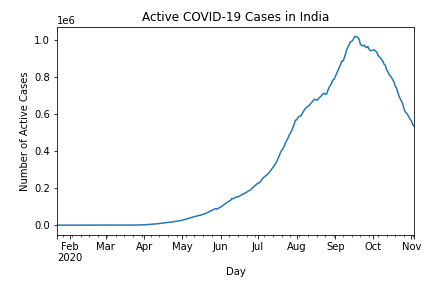 Active COVID-19 Cases in India
1e6
Number of Active Cases
1.0
0.8
0.6
0.4
0.2
0.0
Feb Mar Apr May Jun Jul Aug Sep Oct Nov
2020
Day